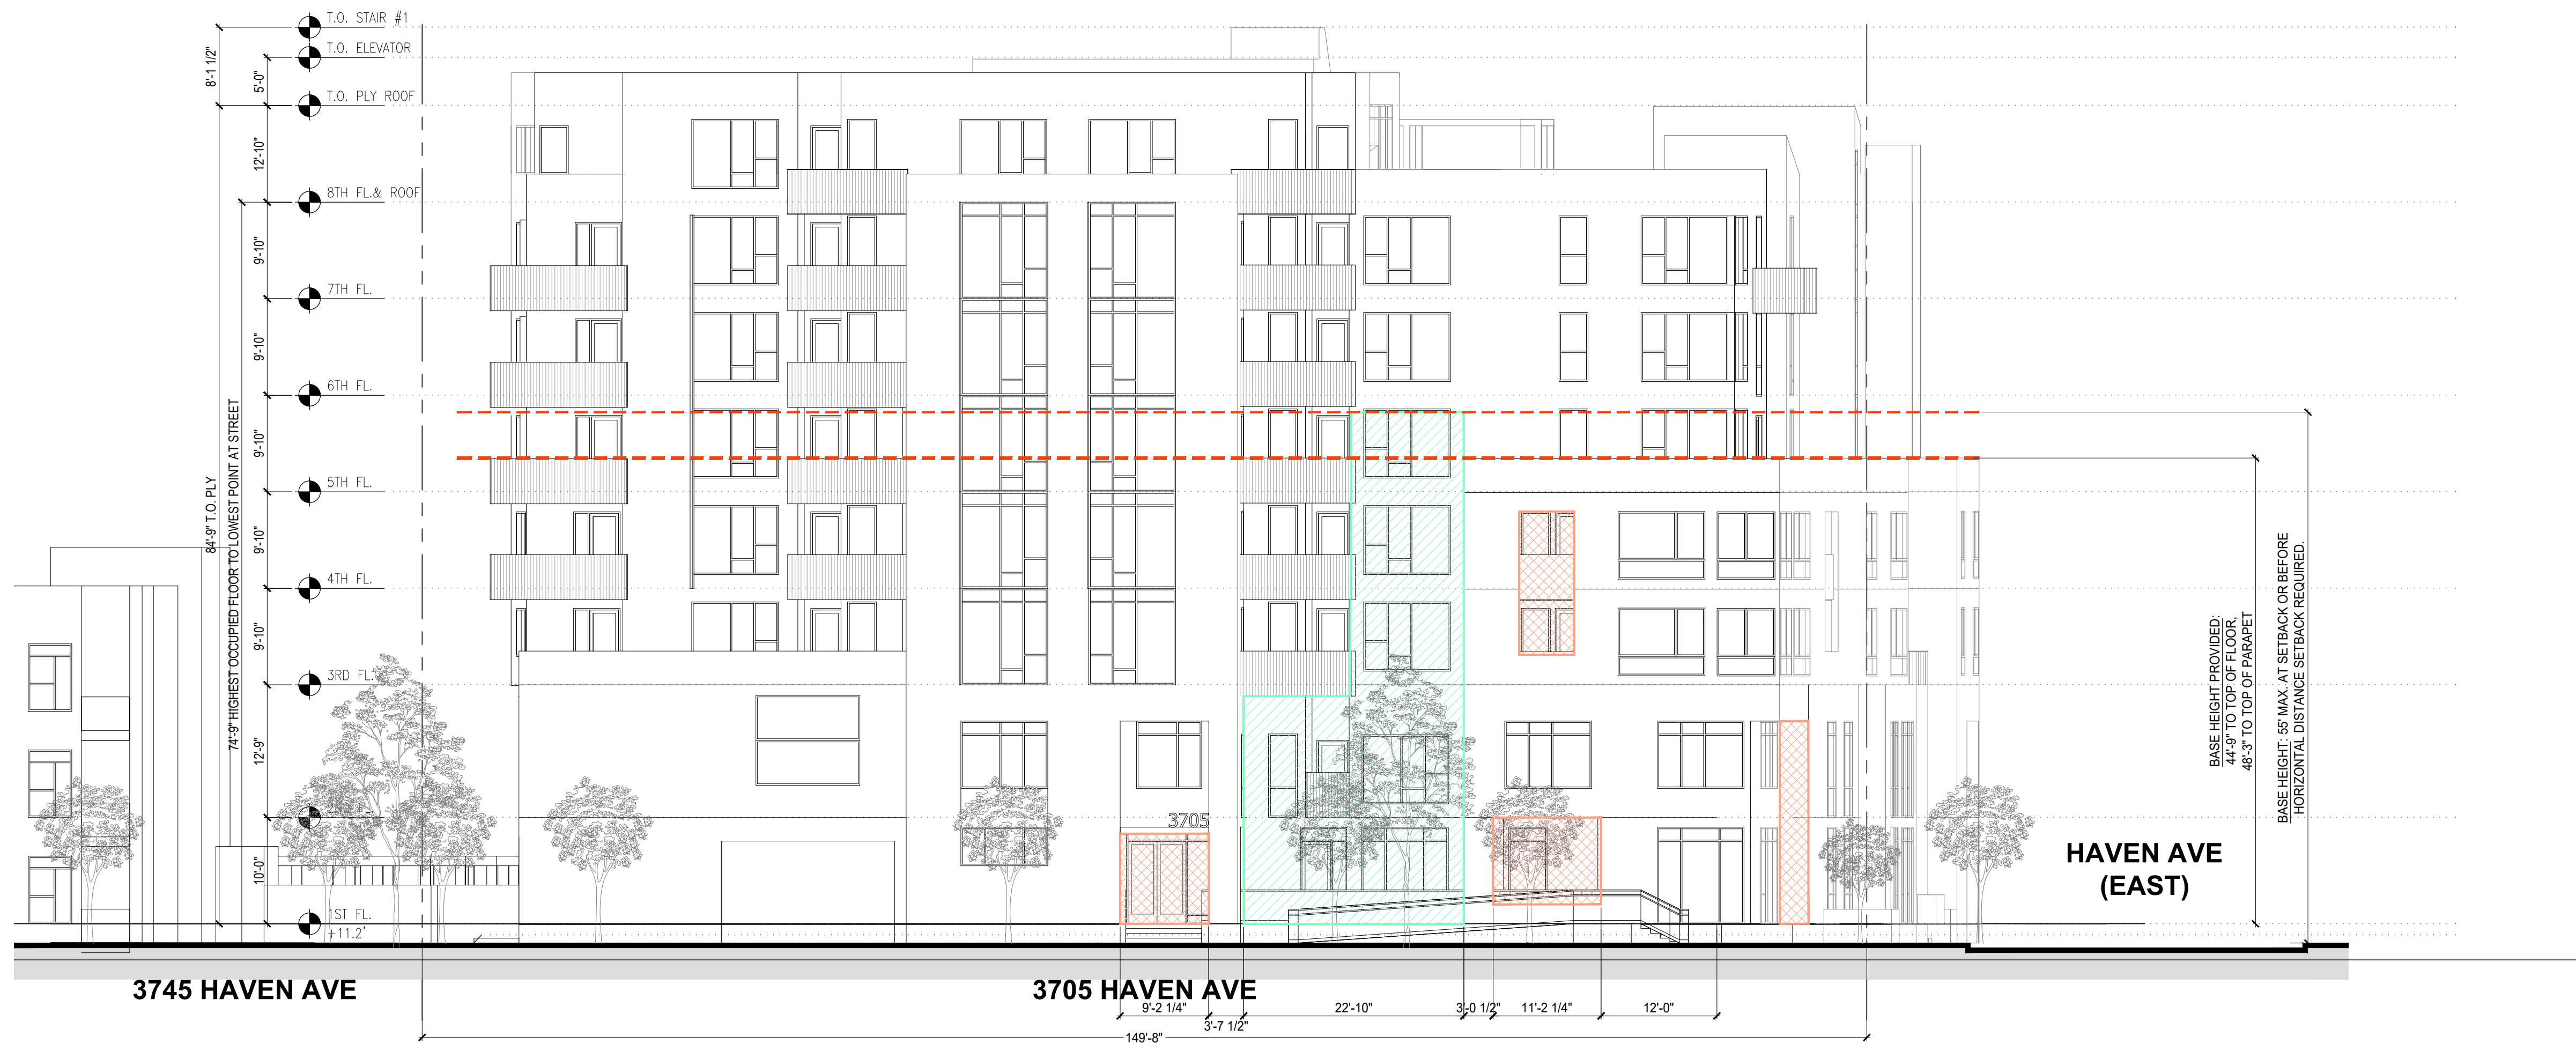 T.O. STAIR #1
T.O. ELEVATOR
T.O. PLY ROOF
8TH FL.& ROOF
7TH FL.
6TH FL.
5TH FL.
4TH FL.
3RD FL.
2ND FL.
1ST FL.
+11.2'
8'-1 1/2"
5'-0"
12'-10"
9'-10"
9'-10"
9'-10"
9'-10"
9'-10"
12'-9"
10'-0"
84'-9" T.O. PLY
74'-9" HIGHEST OCCUPIED FLOOR TO LOWEST POINT AT STREET
3705
BASE HEIGHT PROVIDED:
44'-9" TO TOP OF FLOOR,
48'-3" TO TOP OF PARAPET
BASE HEIGHT: 55' MAX. AT SETBACK OR BEFORE
HORIZONTAL DISTANCE SETBACK REQUIRED.
HAVEN AVE
(EAST)
3745 HAVEN AVE
3705 HAVEN AVE
9'-2 1/4"
3'-7 1/2"
22'-10"
3'-0 1/2"
11'-2 1/4"
12'-0"
149'-8"